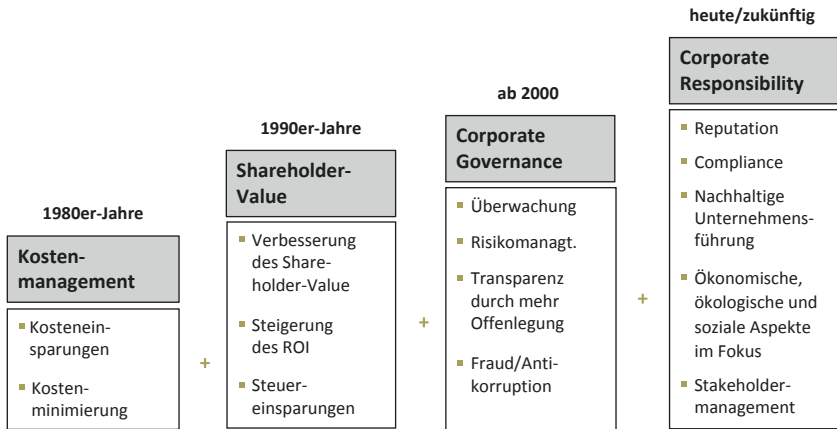 1980er-Jahre
Kosten-
management
Kostenein-
sparungen
Kosten-
minimierung
+
1990er-Jahre
Shareholder-
Value
Verbesserung
des Share-
holder-Value
Steigerung
des ROI
Steuer-
einsparungen
+
ab 2000
Corporate
Governance
Überwachung
Risikomanagt.
Transparenz
durch mehr
Offenlegung
Fraud/Anti-
korruption
+
heute/zukünftig
Corporate
Responsibility
Reputation
Compliance
Nachhaltige
Unternehmens-
führung
Ökonomische,
ökologische und
soziale Aspekte
im Fokus
Stakeholder-
management